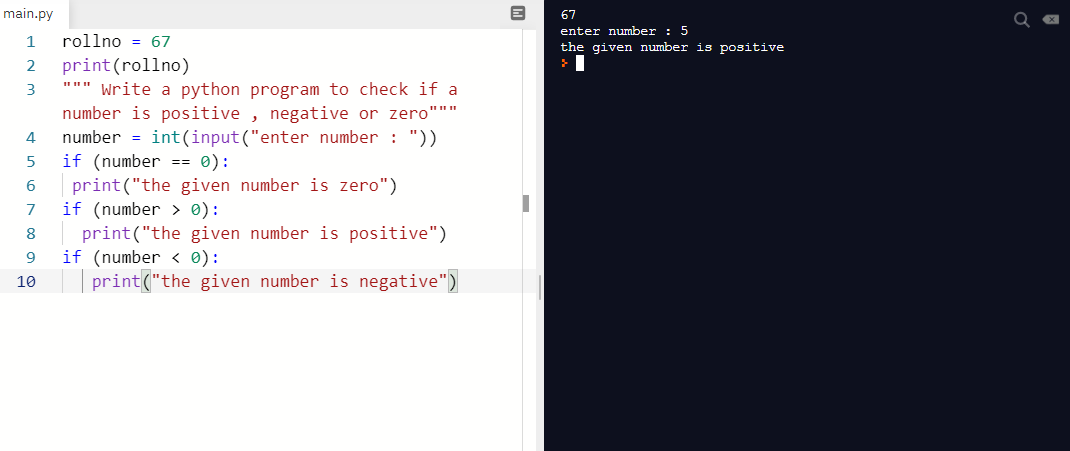 main.py
1 rollno = 67
2 print(rollno)
3 """ Write a python program to check if a
number is positive , negative or zero"""
4 number = int(input("enter number : "))
5 if (number == 0):
6  print("the given number is zero")
7 if (number > 0):
8   print("the given number is positive")
9 if (number < 0):
10    print("the given number is negative")
67
enter number : 5
the given number is positive